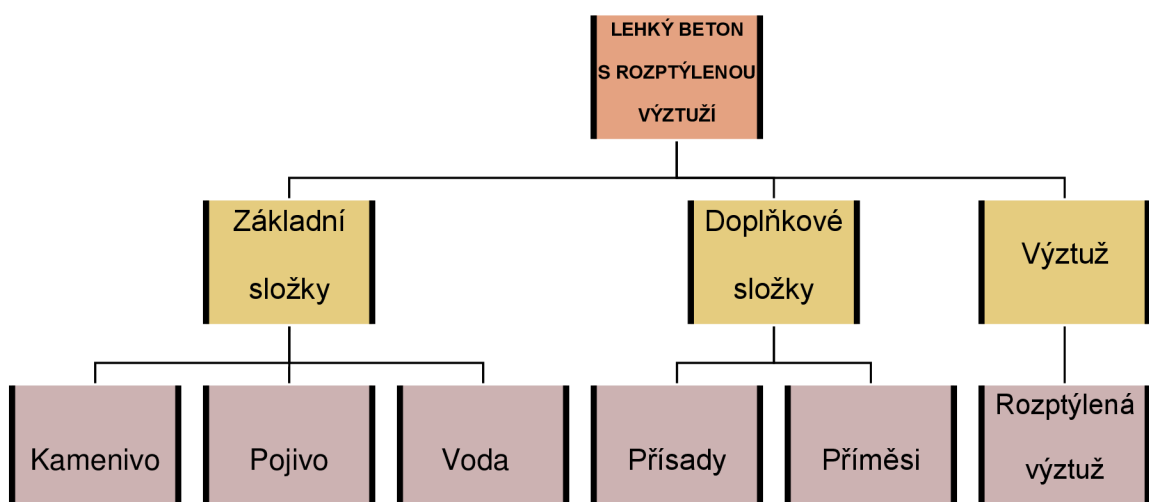 LEHKÝ BETON
S ROZPTÝLENOU
VÝZTUŽÍ
Základní
složky
Doplňkové
složky
Výztuž
Kamenivo
Pojivo
Voda
Přísady
Příměsi
Rozptýlená
výztuž